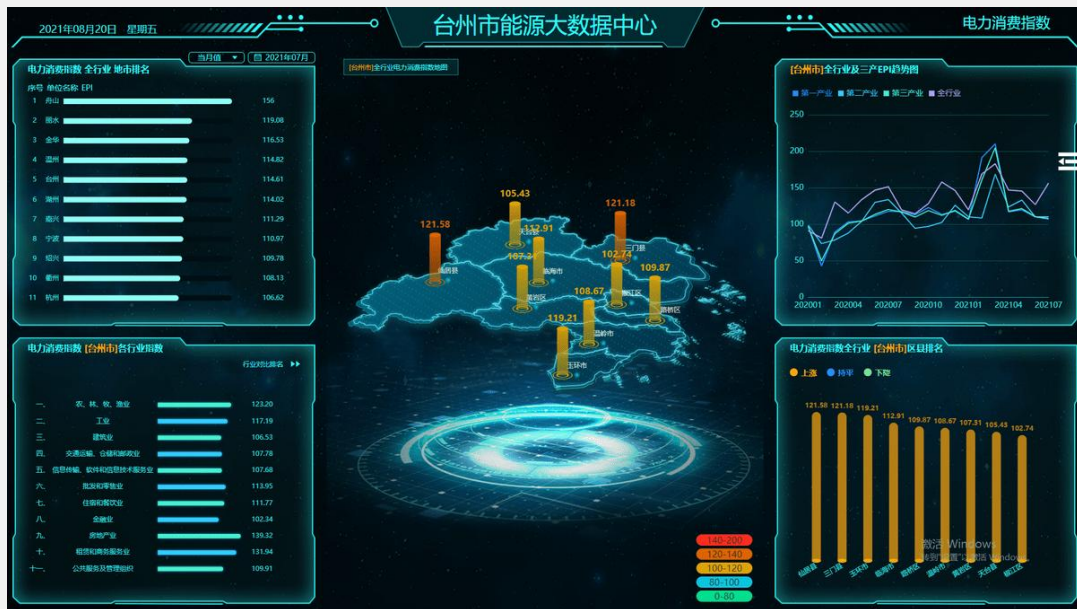 2021年08月20日 星期五
台州市能源大数据中心
电力消费指数
当月值
2021年07月
电力消费指数 全行业 地市排名
序号 单位名称 EPI
1 舟山 156
2 丽水 119.08
3 金华 116.53
4 温州 114.82
5 台州 114.61
6 湖州 114.02
7 嘉兴 111.29
8 宁波 110.97
9 绍兴 109.78
10 衢州 108.13
11 杭州 106.62
电力消费指数 [台州市]各行业指数
行业对比排名
一、 农、林、牧、渔业 123.20
二、 工业 117.19
三、 建筑业 106.53
四、 交通运输、仓储和邮政业 107.78
五、 信息传输、软件和信息技术服务业 107.68
六、 批发和零售业 113.95
七、 住宿和餐饮业 111.77
八、 金融业 102.34
九、 房地产业 139.32
十、 租赁和商务服务业 131.94
十一、 公共服务及管理组织 109.91
[台州市]全行业电力消费指数地图
105.43
天台县
121.18
三门县
121.58
仙居县
112.91
临海市
黄岩区
102.74
椒江区
109.87
路桥区
108.67
温岭市
119.21
玉环市
140-200
120-140
100-120
80-100
0-80
[台州市]全行业及三产EPI趋势图
第一产业 第二产业 第三产业 全行业
250
200
150
100
50
0
202001 202004 202007 202010 202101 202104 202107
电力消费指数全行业 [台州市]区县排名
上涨 持平 下降
121.58 121.18 119.21 112.91 109.87 108.67 107.31 105.43 102.74
仙居县 三门县 玉环市 临海市 路桥区 温岭市 黄岩区 天台县 椒江区
激活 Windows
转到"设置"以激活 Windows。